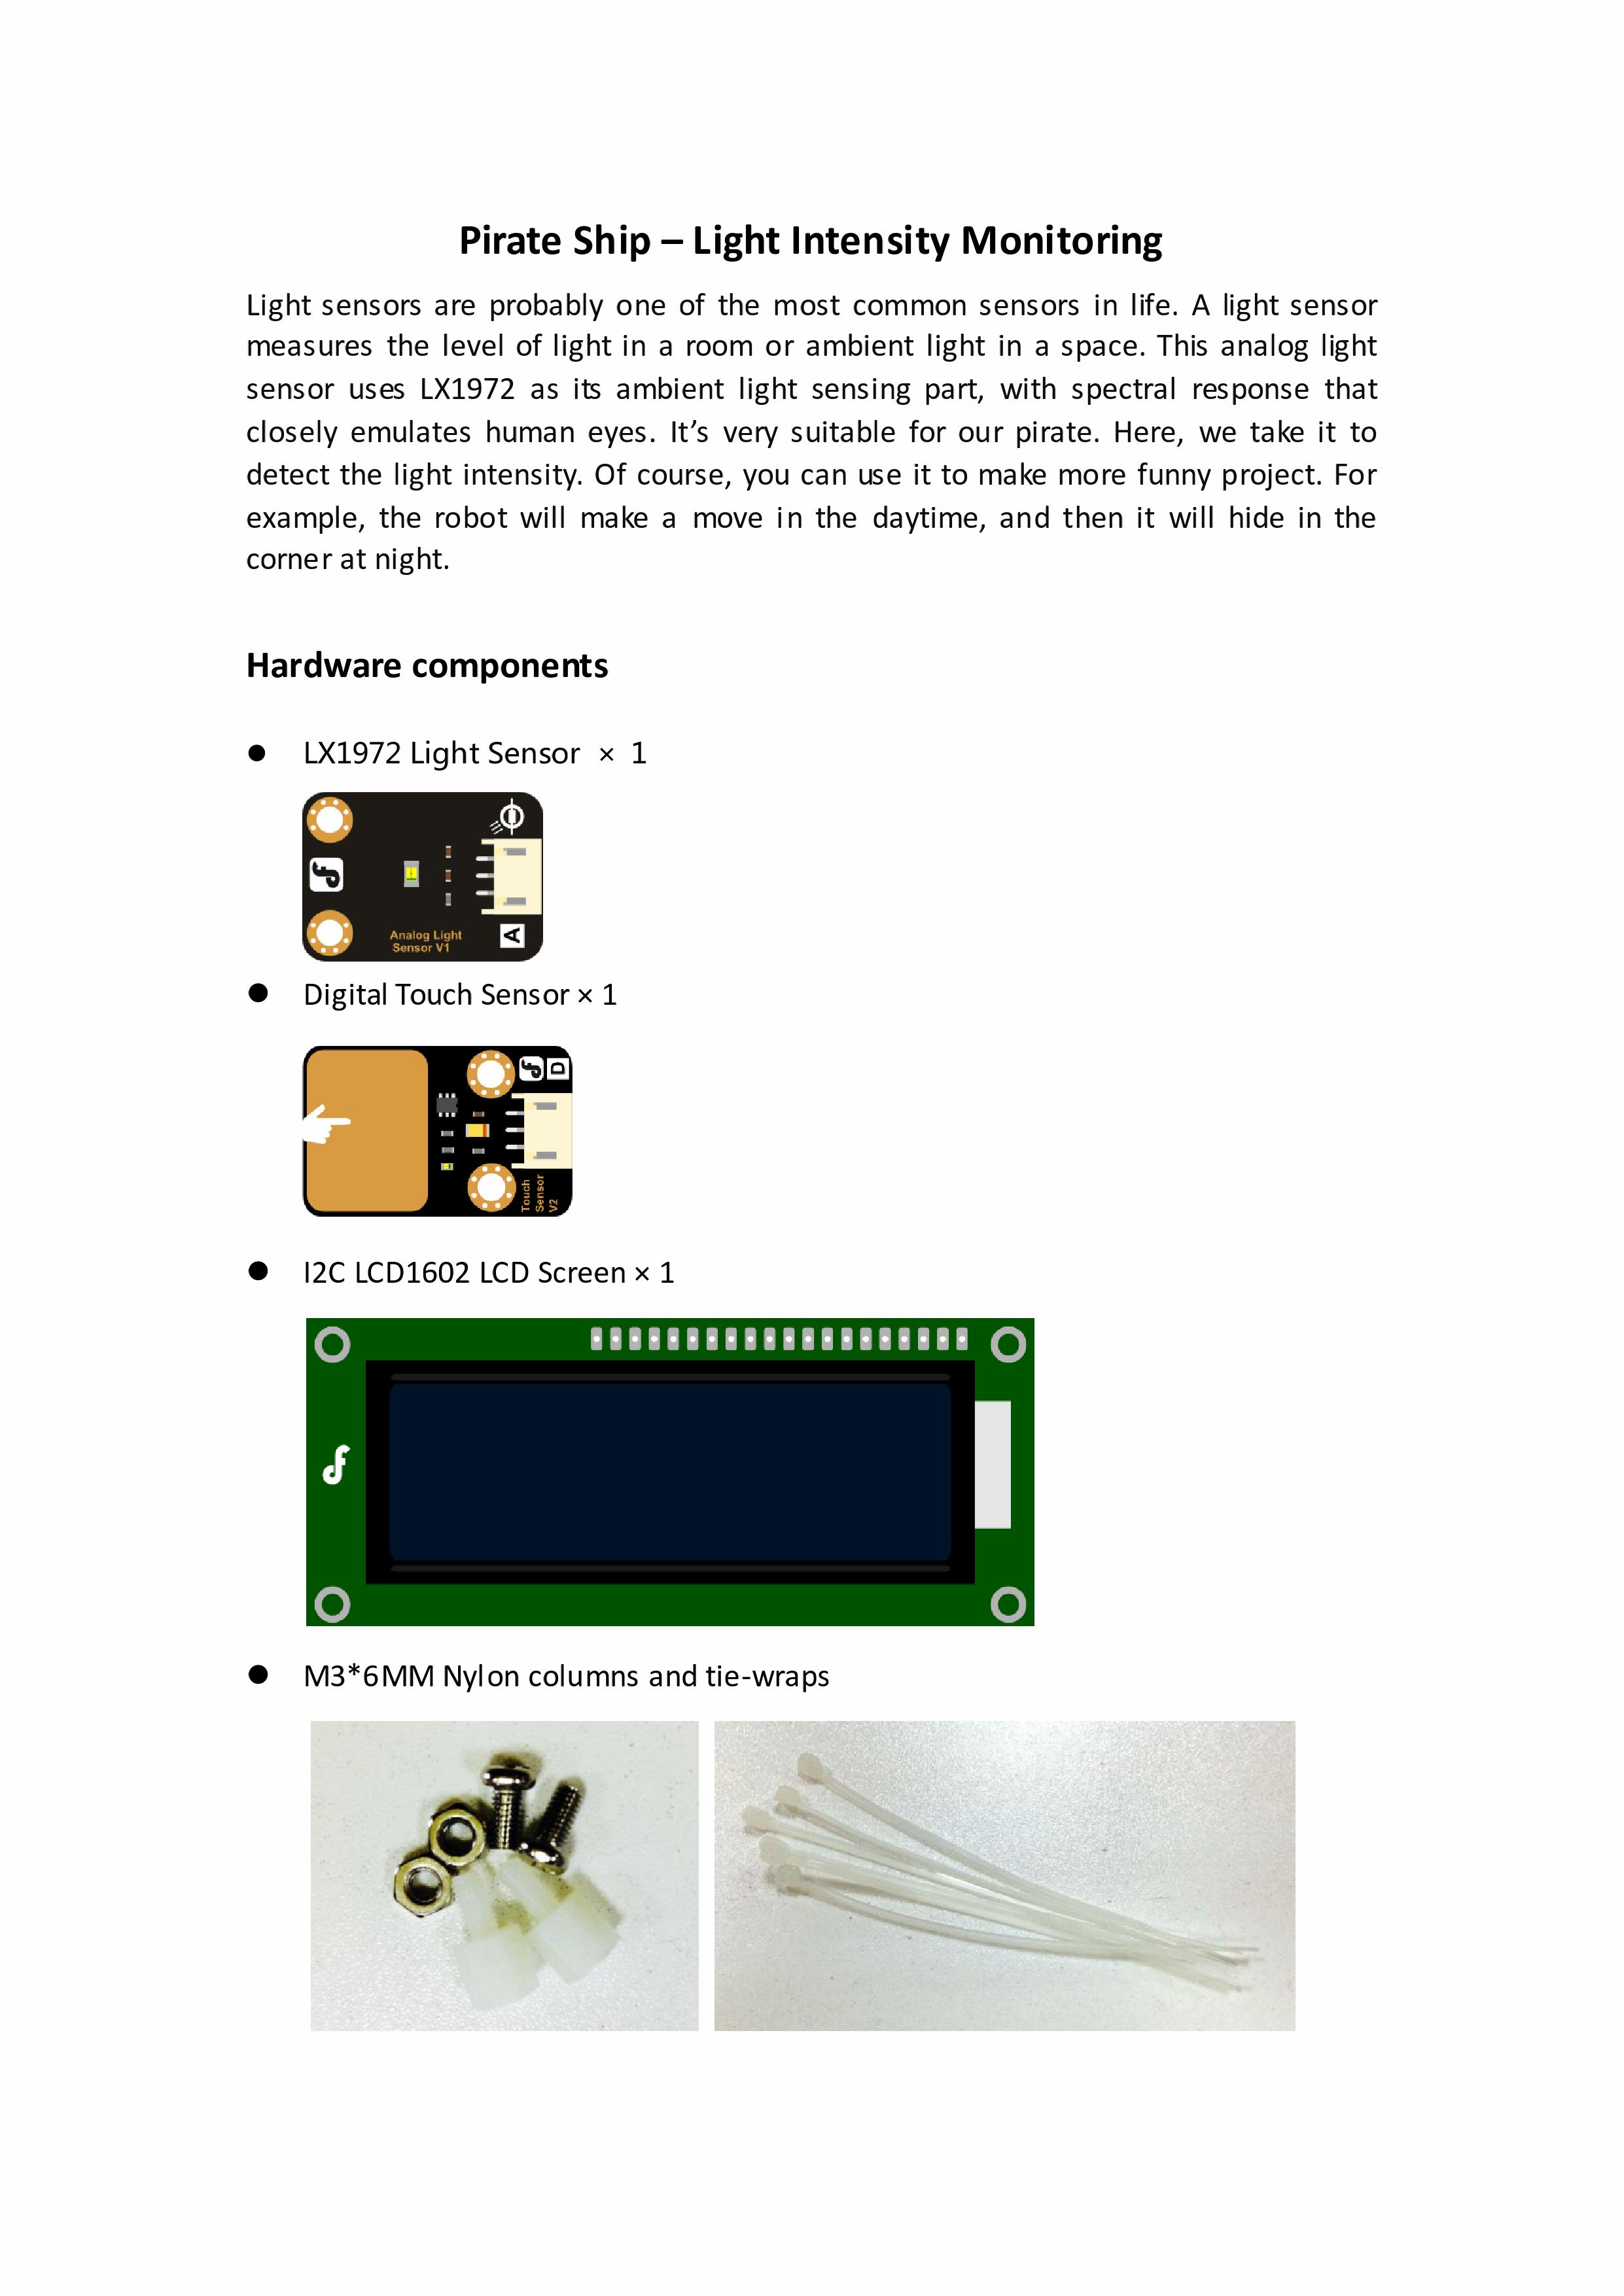 Pirate Ship – Light Intensity Monitoring
Light sensors are probably one of the most common sensors in life. A light sensor
measures the level of light in a room or ambient light in a space. This analog light
sensor uses LX1972 as its ambient light sensing part, with spectral response that
closely emulates human eyes. It’s very suitable for our pirate. Here, we take it to
detect the light intensity. Of course, you can use it to make more funny project. For
example, the robot will make a move in the daytime, and then it will hide in the
corner at night.
Hardware components
● LX1972 Light Sensor × 1
Analog Light
Sensor V1
A
● Digital Touch Sensor × 1
D
Touch
Sensor
V2
● I2C LCD1602 LCD Screen × 1
● M3*6MM Nylon columns and tie-wraps